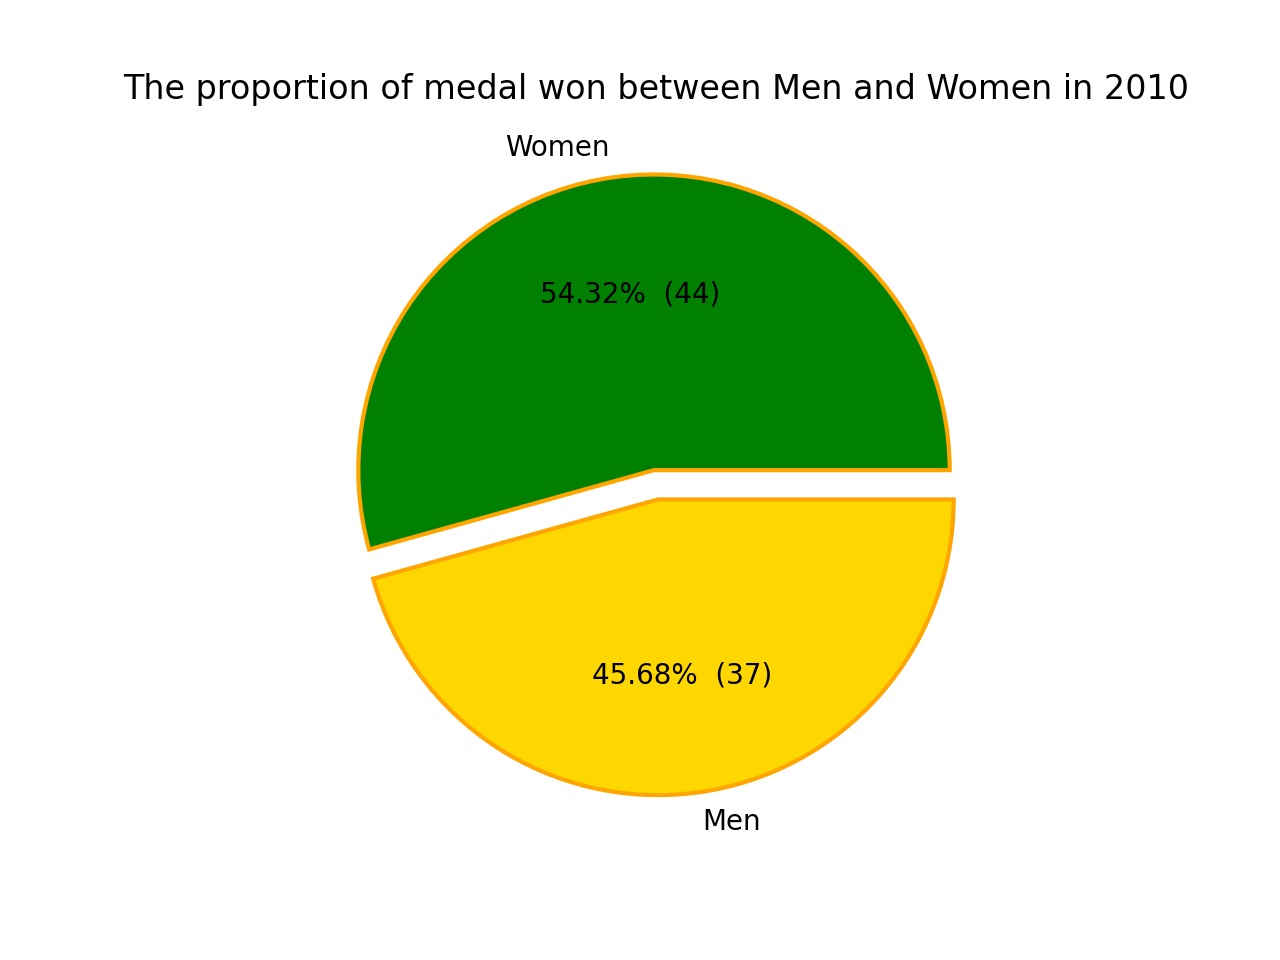 The proportion of medal won between Men and Women in 2010
Women
54.32% (44)
45.68% (37)
Men